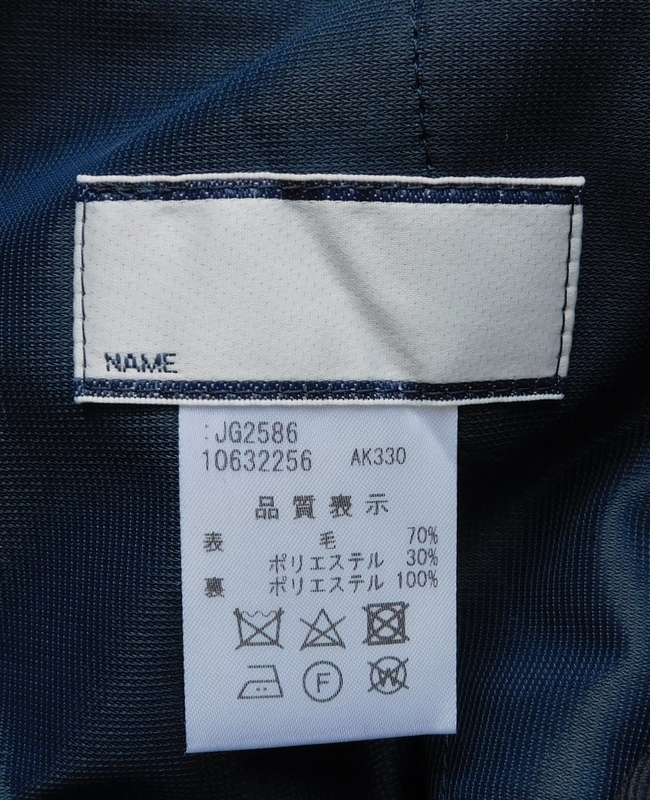 NAME
:JG2586
10632256 AK330
品質表示
表 毛 70%
ポリエステル 30%
裏 ポリエステル 100%
F
W